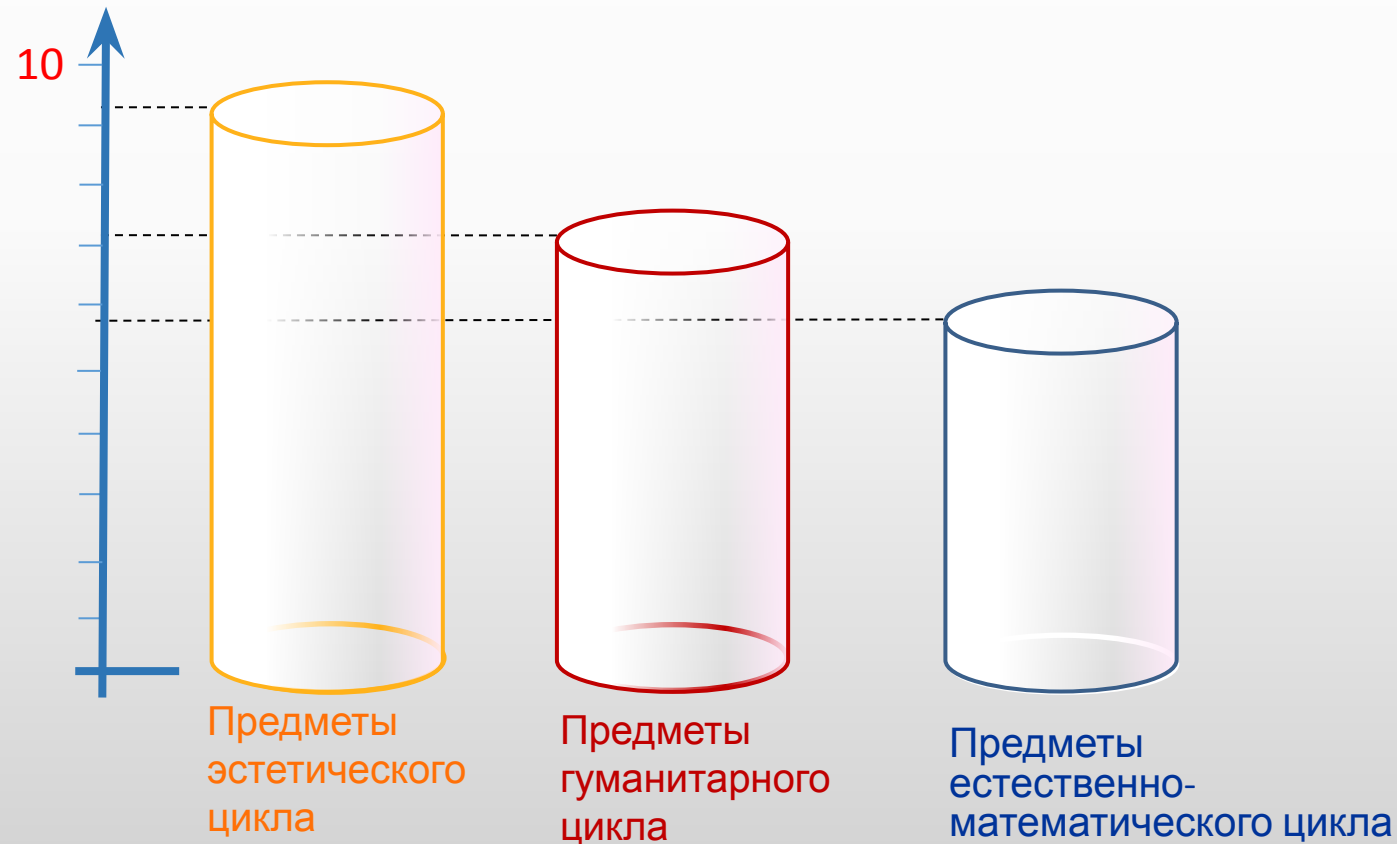 10
Предметы
эстетического
цикла
Предметы
гуманитарного
цикла
Предметы
естественно-
математического цикла